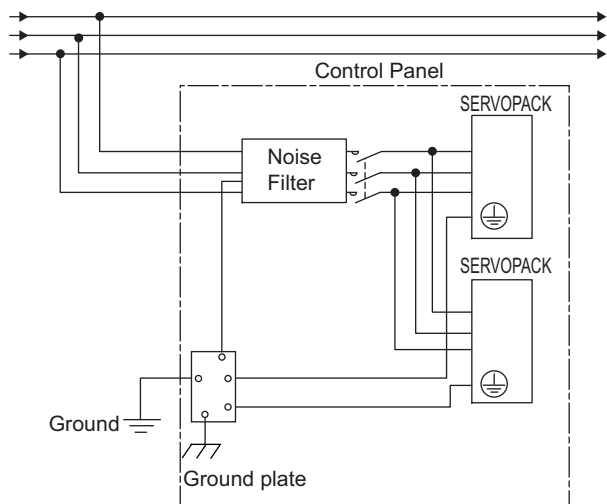 Control Panel
SERVOPACK
Noise
Filter
SERVOPACK
Ground
Ground plate